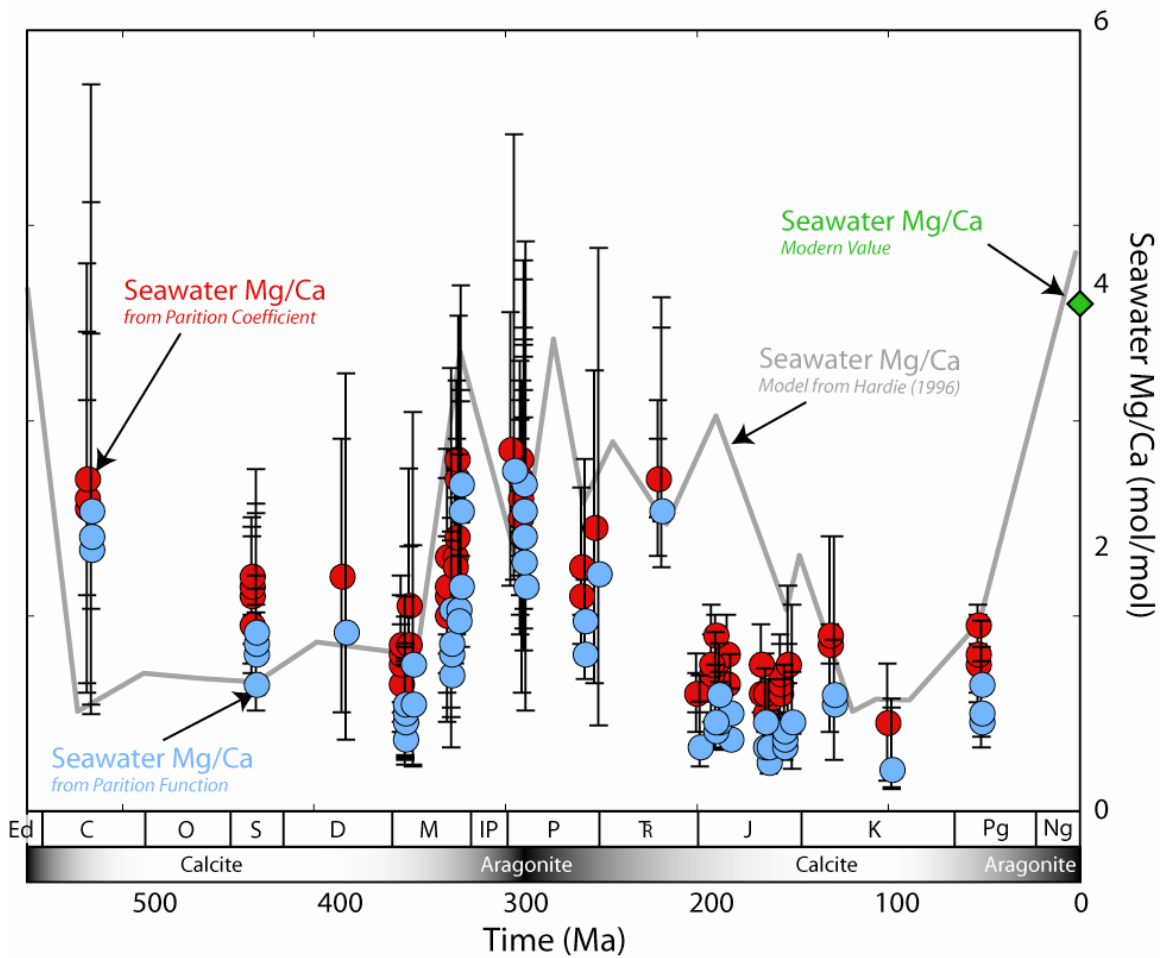 6
Seawater Mg/Ca
Modern Value
Seawater Mg/Ca
from Parition Coefficient
4
Seawater Mg/Ca
Model from Hardie (1996)
Seawater Mg/Ca (mol/mol)
2
Seawater Mg/Ca
from Parition Function
0
Ed C O S D M IP P TR J K Pg Ng
Calcite Aragonite Calcite Aragonite
500 400 300 200 100 0
Time (Ma)